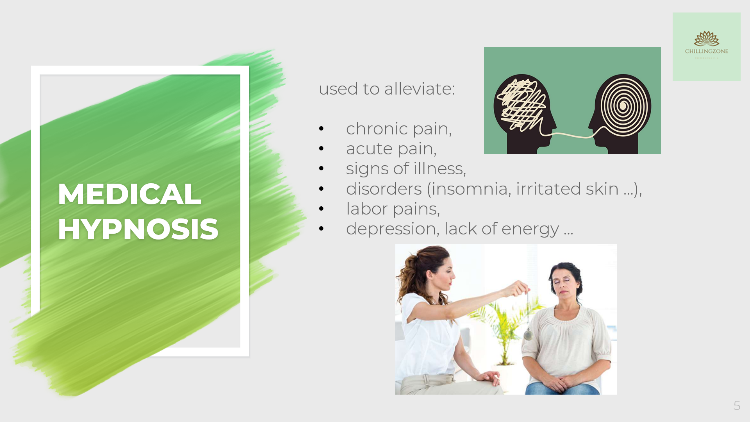 CHILLINGZONE
MEDICAL
HYPNOSIS
used to alleviate:
• chronic pain,
• acute pain,
• signs of illness,
• disorders (insomnia, irritated skin ...),
• labor pains,
• depression, lack of energy ...
5